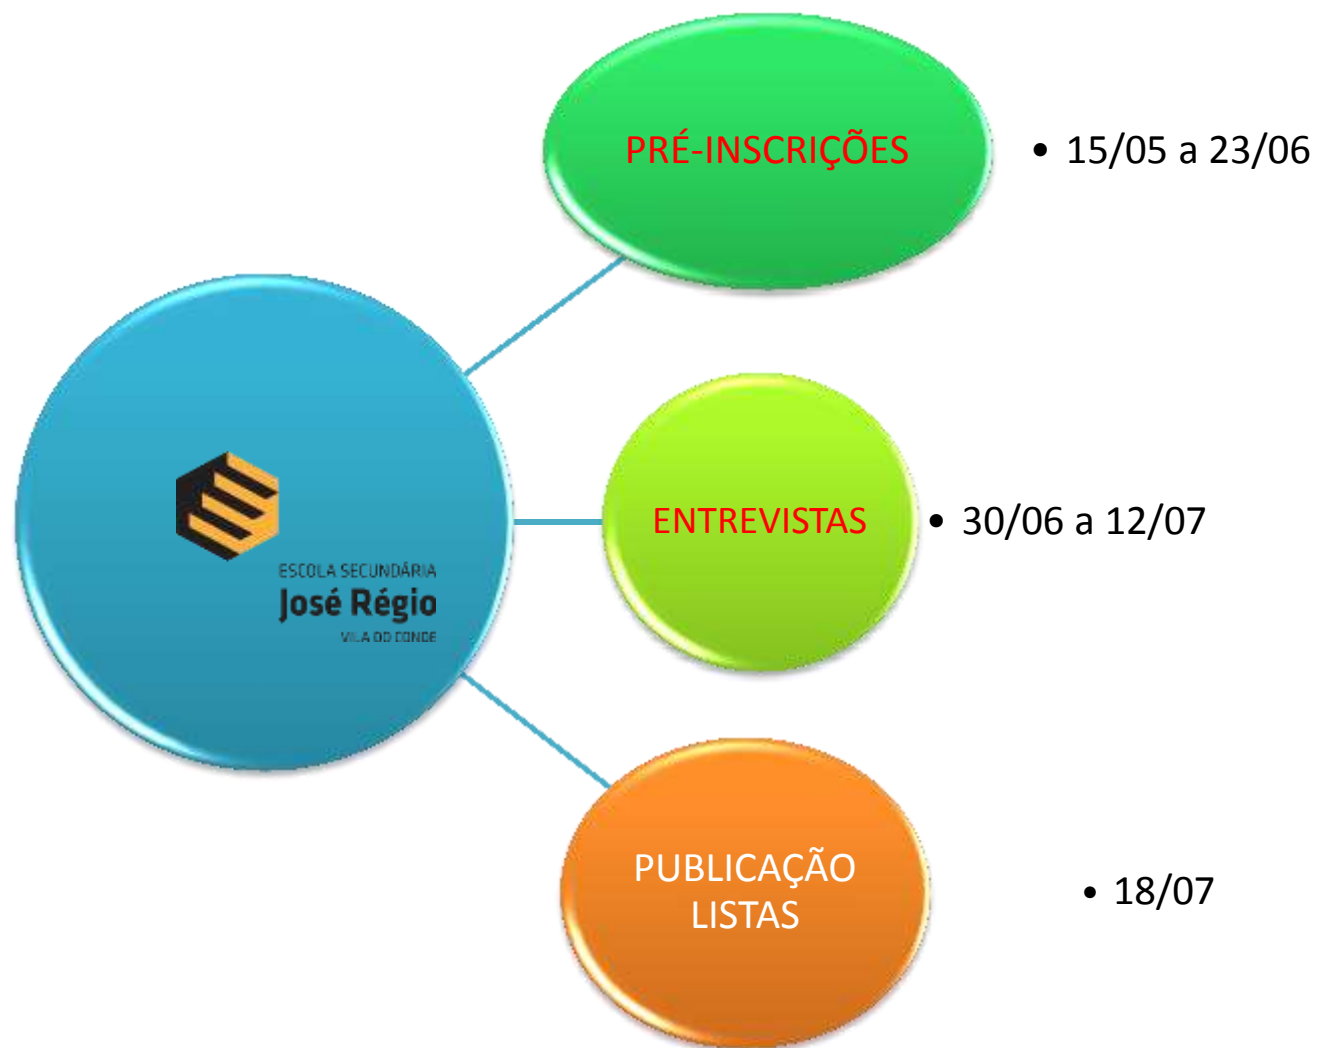 PRÉ-INSCRIÇÕES
• 15/05 a 23/06
ESCOLA SECUNDÁRIA
José Régio
VILA DO CONDE
ENTREVISTAS
• 30/06 a 12/07
PUBLICAÇÃO
LISTAS
• 18/07